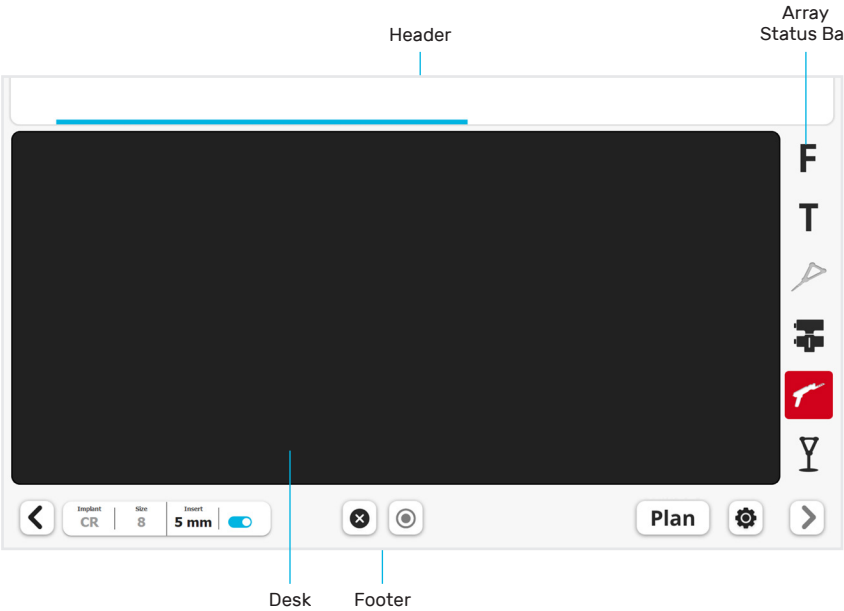 Array
Status Ba
Header
F
T
Implant
CR
Size
8
Insert
5 mm
Plan
Desk
Footer